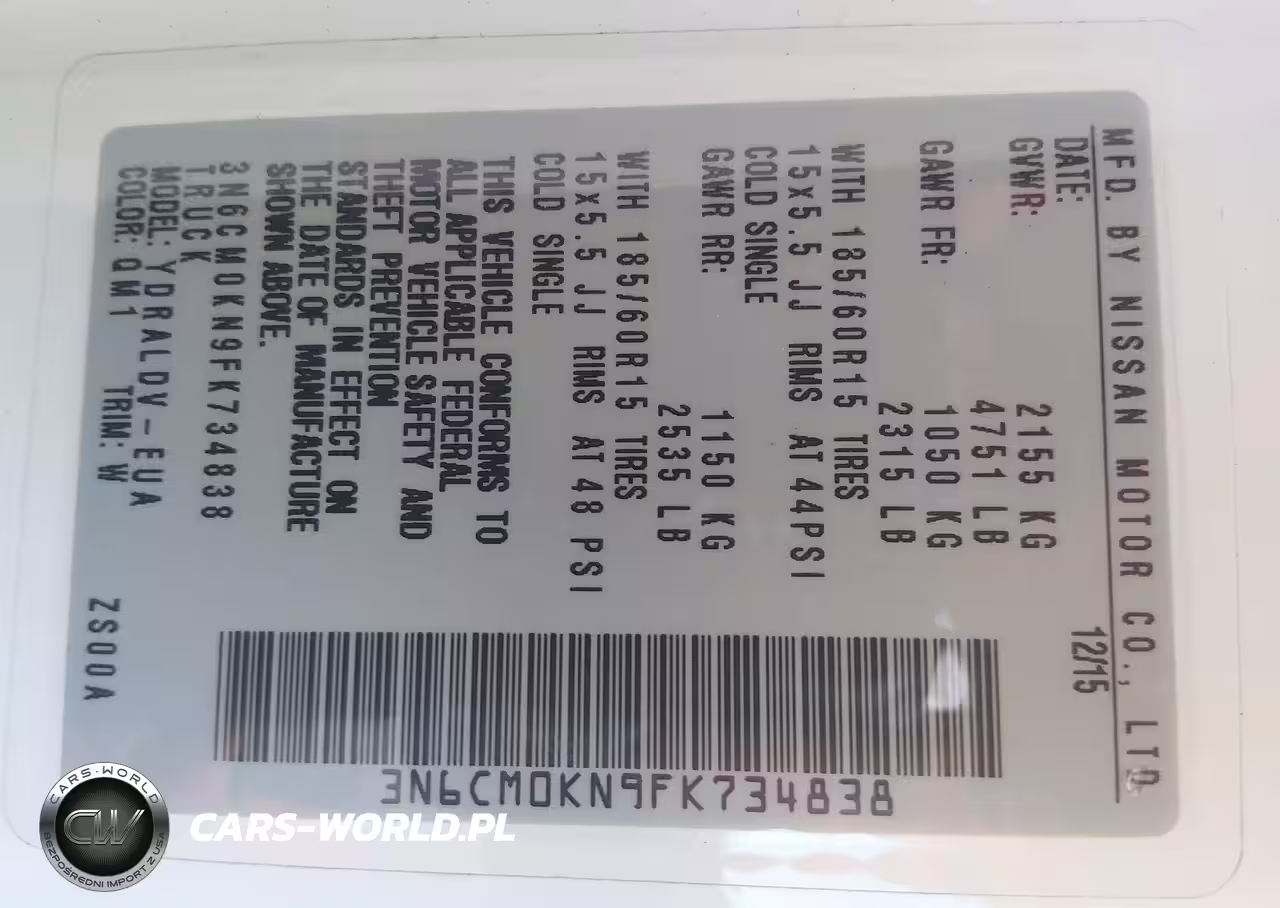 MFD. BY NISSAN MOTOR CO., LTD.
DATE: 12/15
GVWR: 2155 KG
4751 LB
GAWR FR: 1050 KG
2315 LB
WITH 185/60R15 TIRES
15x5.5 JJ RIMS AT 44PSI
COLD SINGLE
GAWR RR: 1150 KG
2535 LB
WITH 185/60R15 TIRES
15x5.5 JJ RIMS AT 48 PSI
COLD SINGLE
THIS VEHICLE CONFORMS TO
ALL APPLICABLE FEDERAL
MOTOR VEHICLE SAFETY AND
THEFT PREVENTION
STANDARDS IN EFFECT ON
THE DATE OF MANUFACTURE
SHOWN ABOVE.
3N6CM0KN9FK734838
TRUCK
MODEL: YDRALDV-EUA
COLOR: QM1 TRIM: W ZS00A
3N6CM0KN9FK734838
CARS-WORLD
CW
BEZPOŚREDNI IMPORT Z USA
CARS-WORLD.PL